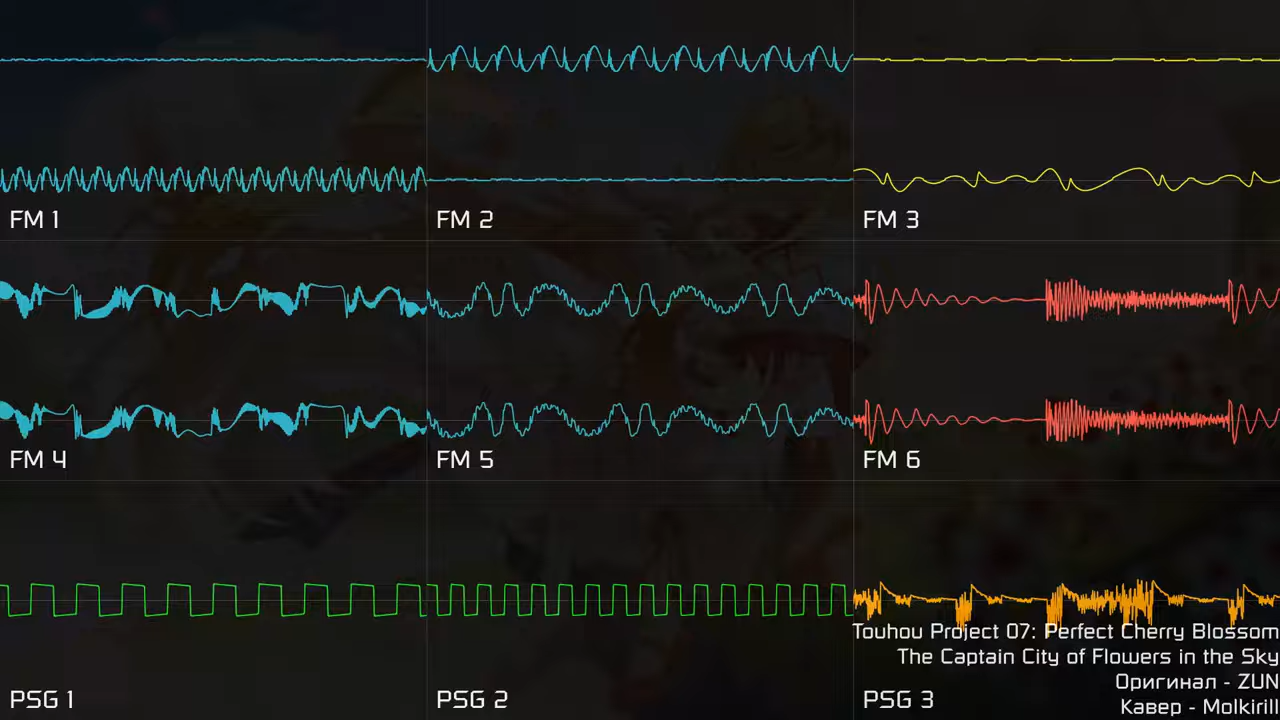 FM 1
FM 2
FM 3
FM 4
FM 5
FM 6
PSG 1
PSG 2
PSG 3
Touhou Project 07: Perfect Cherry Blossom
The Captain City of Flowers in the Sky
Оригинал - ZUN
Кавер - Molkirill